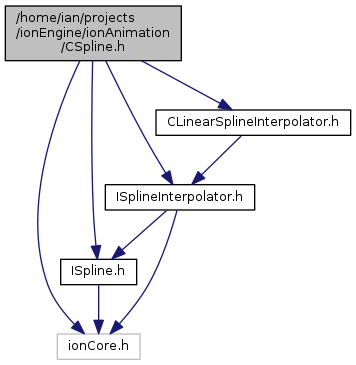 /home/ian/projects
/ionEngine/ionAnimation
/CSpline.h
CLinearSplineInterpolator.h
ISplineInterpolator.h
ISpline.h
ionCore.h